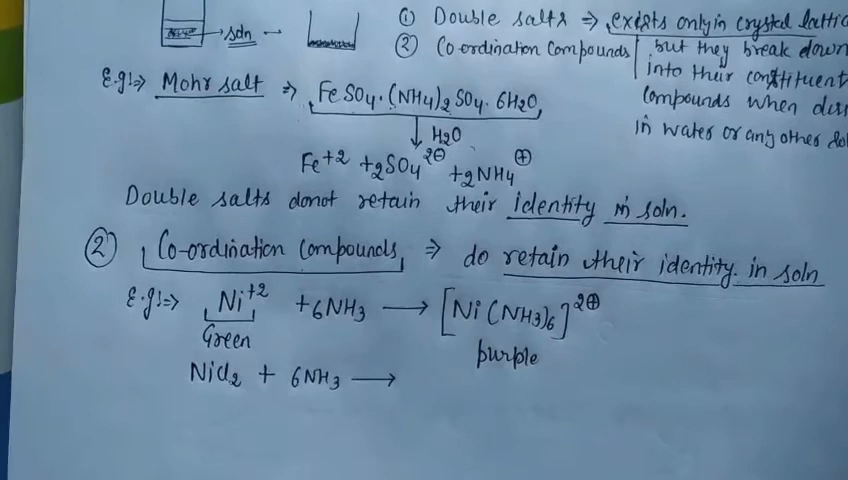 ① Double salts ⇒ exists only in crystal lattic
→ soln →
② Co-ordination compounds | but they break down
into their constituent
compounds when
in water or any other
E.g!⇒ Mohr salt ⇒ FeSO4·(NH4)2SO4·6H2O
↓ H2O
Fe+2 + 2SO4 2⊖ + 2NH4 ⊕
Double salts donot retain their identity in soln.
② Co-ordination compounds, ⇒ do retain their identity. in soln
E.g!⇒ Ni+2 + 6NH3 ⟶ [Ni(NH3)6]2⊕
Green purple
NiCl2 + 6NH3 ⟶